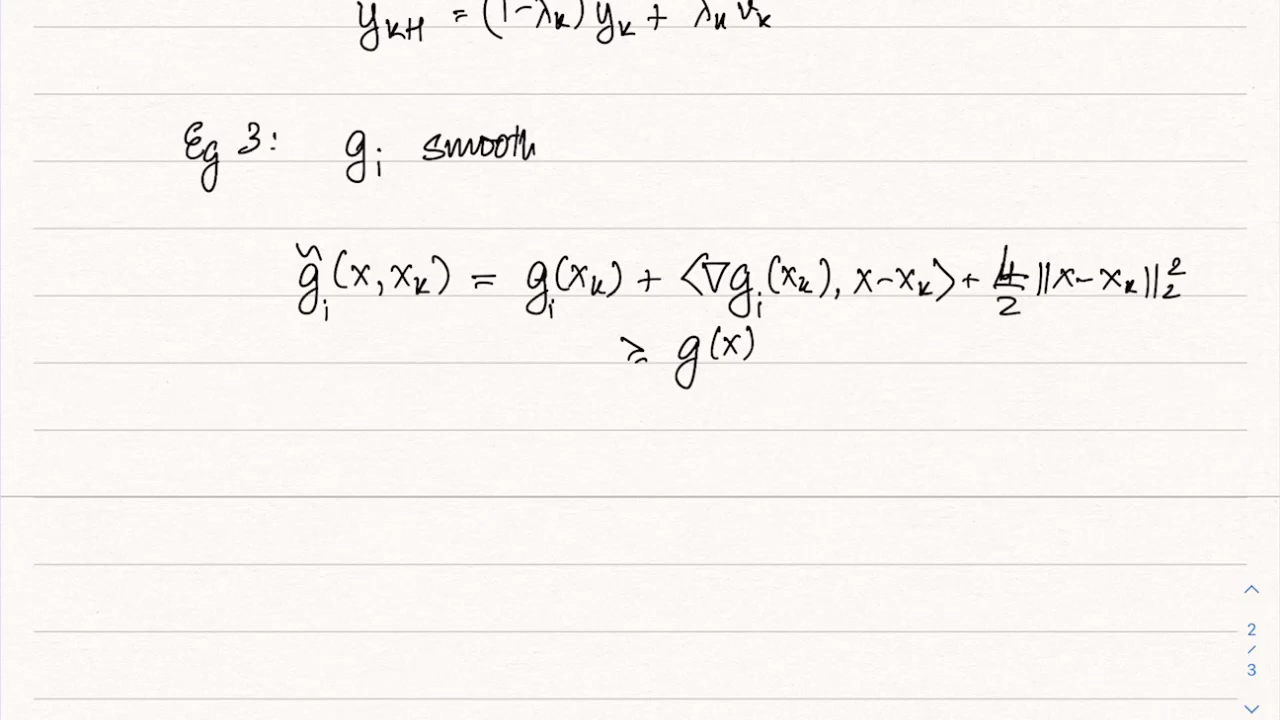 y_{k+1} = (1-λ_k) y_k + λ_k v_k
Eg 3: g_i smooth
g̃_i(x, x_k) = g_i(x_k) + ⟨∇g_i(x_k), x-x_k⟩ + L/2 ||x-x_k||_2^2
≥ g(x)
2
/
3